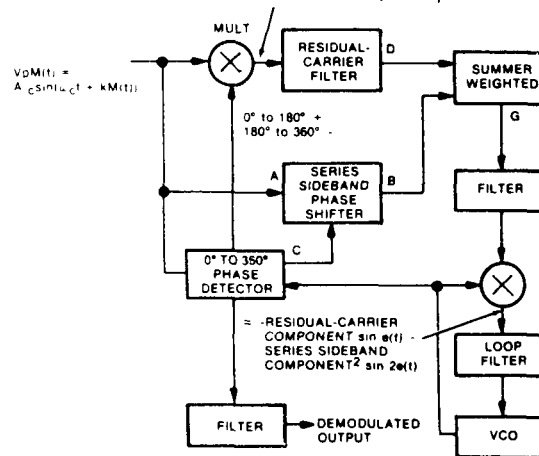 MULT
VpM(t) =
A c sin(ω c t + kM(t))
RESIDUAL-
CARRIER
FILTER
D
SUMMER
WEIGHTED
0° to 180° +
180° to 360° -
G
A
SERIES
SIDEBAND
PHASE
SHIFTER
B
FILTER
C
0° TO 360°
PHASE
DETECTOR
= -RESIDUAL-CARRIER
COMPONENT sin e(t) -
SERIES SIDEBAND
COMPONENT² sin 2e(t)
LOOP
FILTER
FILTER
DEMODULATED
OUTPUT
VCO